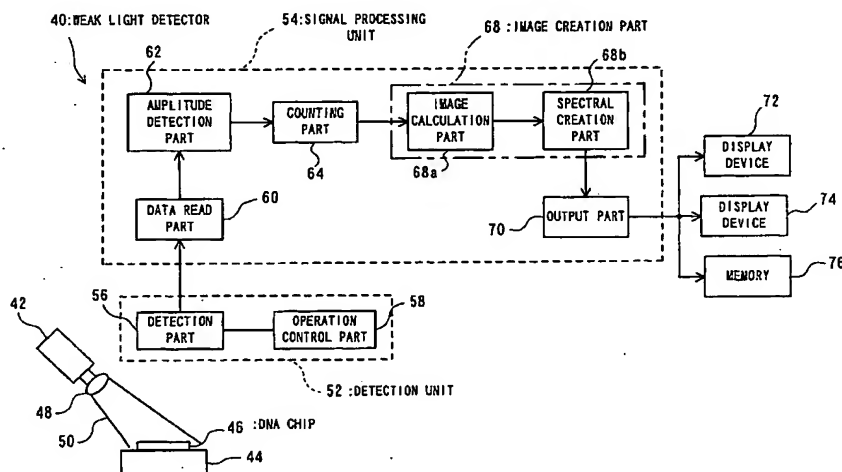 40:WEAK LIGHT DETECTOR
54:SIGNAL PROCESSING
UNIT
68 :IMAGE CREATION PART
62
68b
AMPLITUDE
DETECTION
PART
COUNTING
PART
64
IMAGE
CALCULATION
PART
68a
SPECTRAL
CREATION
PART
72
DISPLAY
DEVICE
DATA READ
PART
60
70
OUTPUT PART
DISPLAY
DEVICE
74
MEMORY
76
42
56
DETECTION
PART
OPERATION
CONTROL PART
58
52 :DETECTION UNIT
48
50
46 :DNA CHIP
44